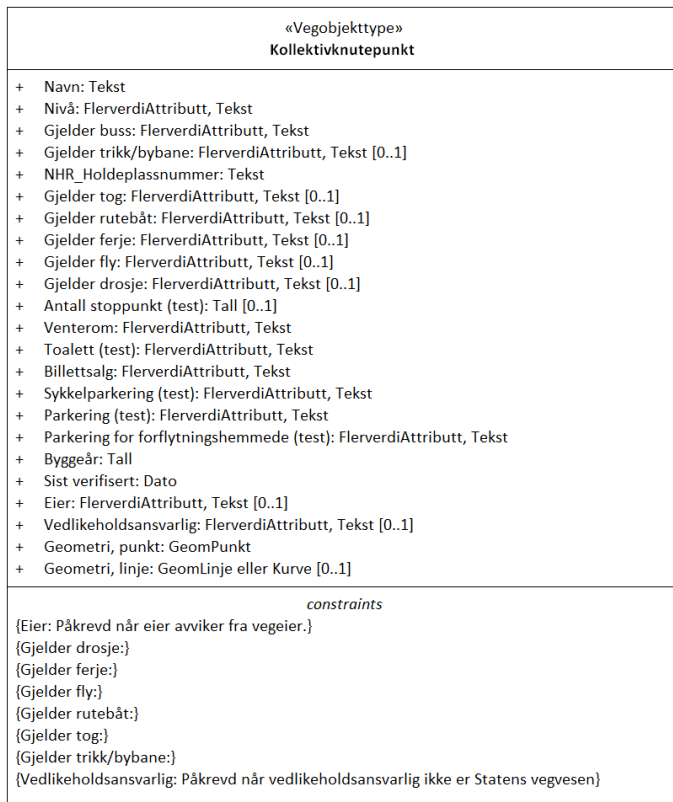 «Vegobjekttype»
Kollektivknutepunkt
+ Navn: Tekst
+ Nivå: FlerverdiAttributt, Tekst
+ Gjelder buss: FlerverdiAttributt, Tekst
+ Gjelder trikk/bybane: FlerverdiAttributt, Tekst [0..1]
+ NHR_Holdeplassnummer: Tekst
+ Gjelder tog: FlerverdiAttributt, Tekst [0..1]
+ Gjelder rutebåt: FlerverdiAttributt, Tekst [0..1]
+ Gjelder ferje: FlerverdiAttributt, Tekst [0..1]
+ Gjelder fly: FlerverdiAttributt, Tekst [0..1]
+ Gjelder drosje: FlerverdiAttributt, Tekst [0..1]
+ Antall stoppunkt (test): Tall [0..1]
+ Venterom: FlerverdiAttributt, Tekst
+ Toalett (test): FlerverdiAttributt, Tekst
+ Billettsalg: FlerverdiAttributt, Tekst
+ Sykkelparkering (test): FlerverdiAttributt, Tekst
+ Parkering (test): FlerverdiAttributt, Tekst
+ Parkering for forflytningshemmede (test): FlerverdiAttributt, Tekst
+ Byggeår: Tall
+ Sist verifisert: Dato
+ Eier: FlerverdiAttributt, Tekst [0..1]
+ Vedlikeholdsansvarlig: FlerverdiAttributt, Tekst [0..1]
+ Geometri, punkt: GeomPunkt
+ Geometri, linje: GeomLinje eller Kurve [0..1]
constraints
{Eier: Påkrevd når eier avviker fra vegeier.}
{Gjelder drosje:}
{Gjelder ferje:}
{Gjelder fly:}
{Gjelder rutebåt:}
{Gjelder tog:}
{Gjelder trikk/bybane:}
{Vedlikeholdsansvarlig: Påkrevd når vedlikeholdsansvarlig ikke er Statens vegvesen}